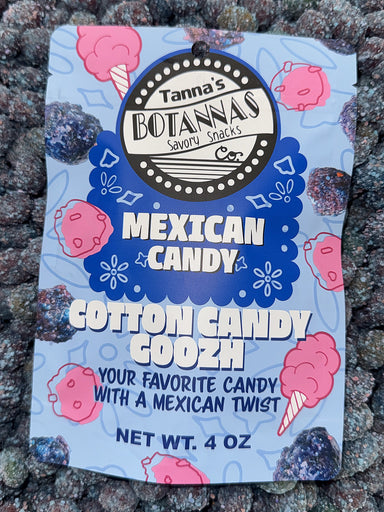 Tanna's
BOTANNAS
Savory Snacks
Co.
MEXICAN
CANDY
COTTON CANDY
GOOZH
YOUR FAVORITE CANDY
WITH A MEXICAN TWIST
NET WT. 4 OZ